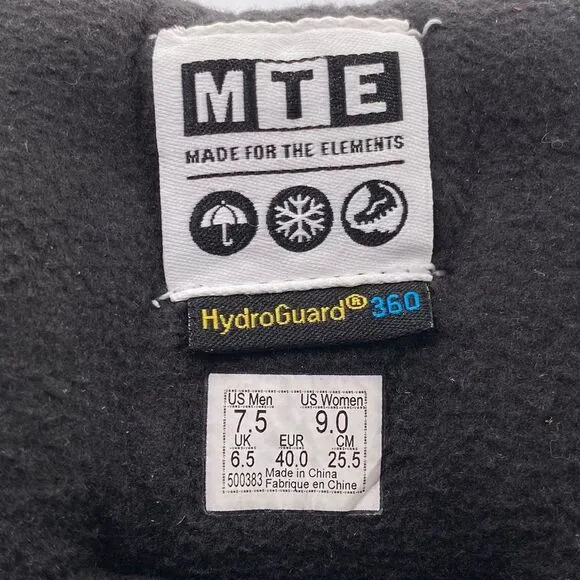 MTE
MADE FOR THE ELEMENTS
HydroGuard® 360
US Men US Women
7.5 9.0
UK EUR CM
6.5 40.0 25.5
500383 Made in China
Fabrique en Chine